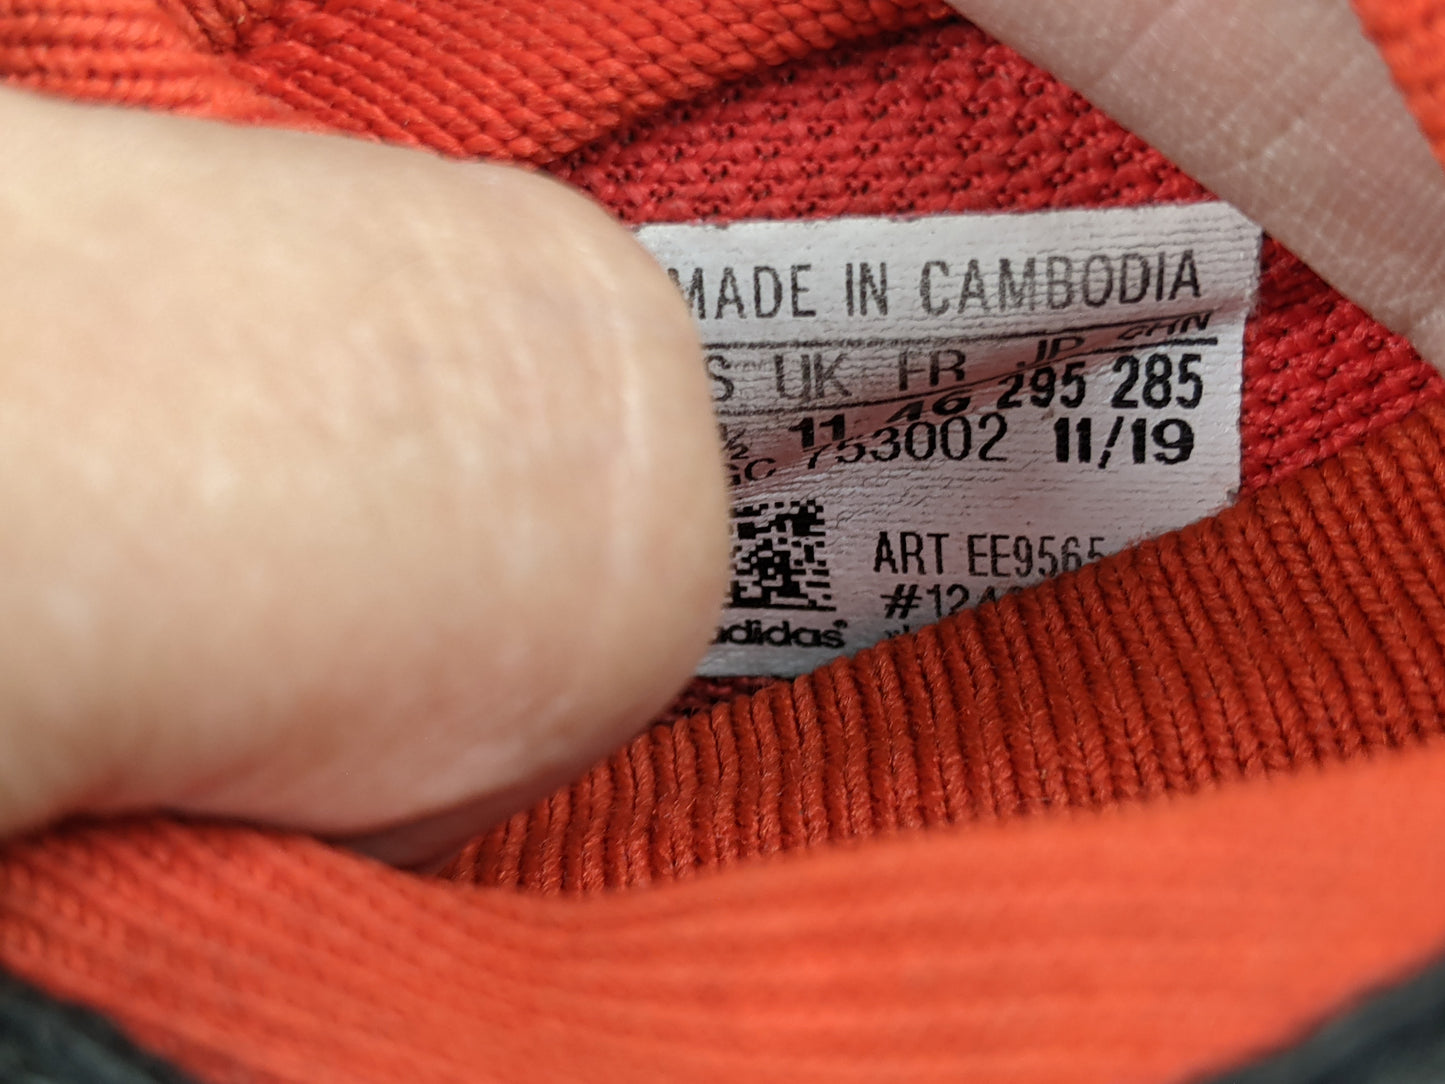 MADE IN CAMBODIA
UK FR JP CHN
11 46 295 285
753002 11/19
ART EE9565
adidas®